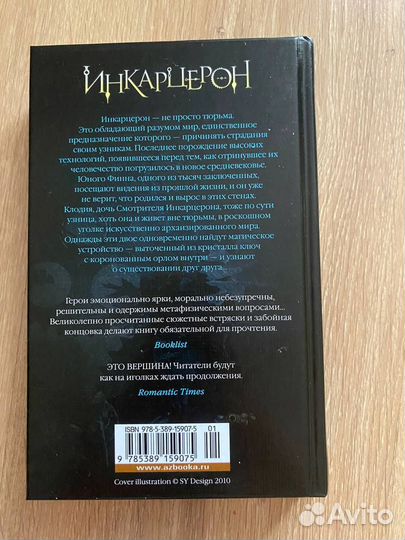 ИНКАРЦЕРОН
Инкарцерон — не просто тюрьма.
Это обладающий разумом мир, единственное
предназначение которого — причинять страдания
своим узникам. Последнее порождение высоких
технологий, появившееся перед тем, как отринувшее их
человечество погрузилось в новое средневековье.
Юного Финна, одного из тысяч заключенных,
посещают видения из прошлой жизни, и он уже
не верит, что родился и вырос в этих стенах.
Клодия, дочь Смотрителя Инкарцерона, тоже по сути
узница, хоть она и живет вне тюрьмы, в роскошном
уголке искусственно архаизированного мира.
Однажды эти двое одновременно найдут магическое
устройство — выточенный из кристалла ключ
с коронованным орлом внутри — и узнают
о существовании друг друга...
Герои эмоционально ярки, морально небезупречны,
решительны и одержимы метафизическими вопросами...
Великолепно просчитанные сюжетные встряски и забойная
концовка делают книгу обязательной для прочтения.
Booklist
ЭТО ВЕРШИНА! Читатели будут
как на иголках ждать продолжения.
Romantic Times
ISBN 978-5-389-15907-5
01
9 785389 159075
www.azbooka.ru
Cover illustration © SY Design 2010
Avito